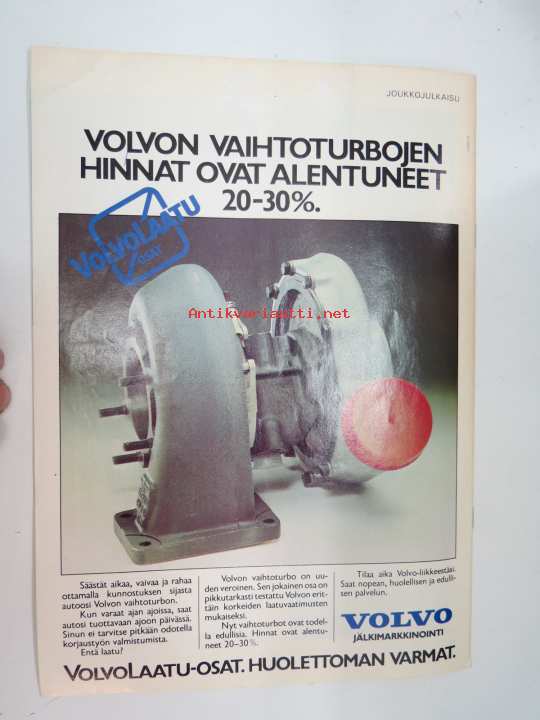 JOUKKOJULKAISU
VOLVON VAIHTOTURBOJEN
HINNAT OVAT ALENTUNEET
20-30%.
VOLVOLAATU
OSAT
Antikvariaatti.net
Säästät aikaa, vaivaa ja rahaa
ottamalla kunnostuksen sijasta
autoosi Volvon vaihtoturbon.
Kun varaat ajan ajoissa, saat
autosi tuottavaan ajoon päivässä.
Sinun ei tarvitse pitkään odotella
korjaustyön valmistumista.
Entä laatu?
Volvon vaihtoturbo on uu-
den veroinen. Sen jokainen osa on
pikkutarkasti testattu Volvon erit-
täin korkeiden laatuvaatimusten
mukaiseksi.
Nyt vaihtoturbot ovat todel-
la edullisia. Hinnat ovat alentu-
neet 20-30%.
Tilaa aika Volvo-liikkeestäsi.
Saat nopean, huolellisen ja edulli-
sen palvelun.
VOLVO
JÄLKIMARKKINOINTI
VOLVOLAATU-OSAT. HUOLETTOMAN VARMAT.